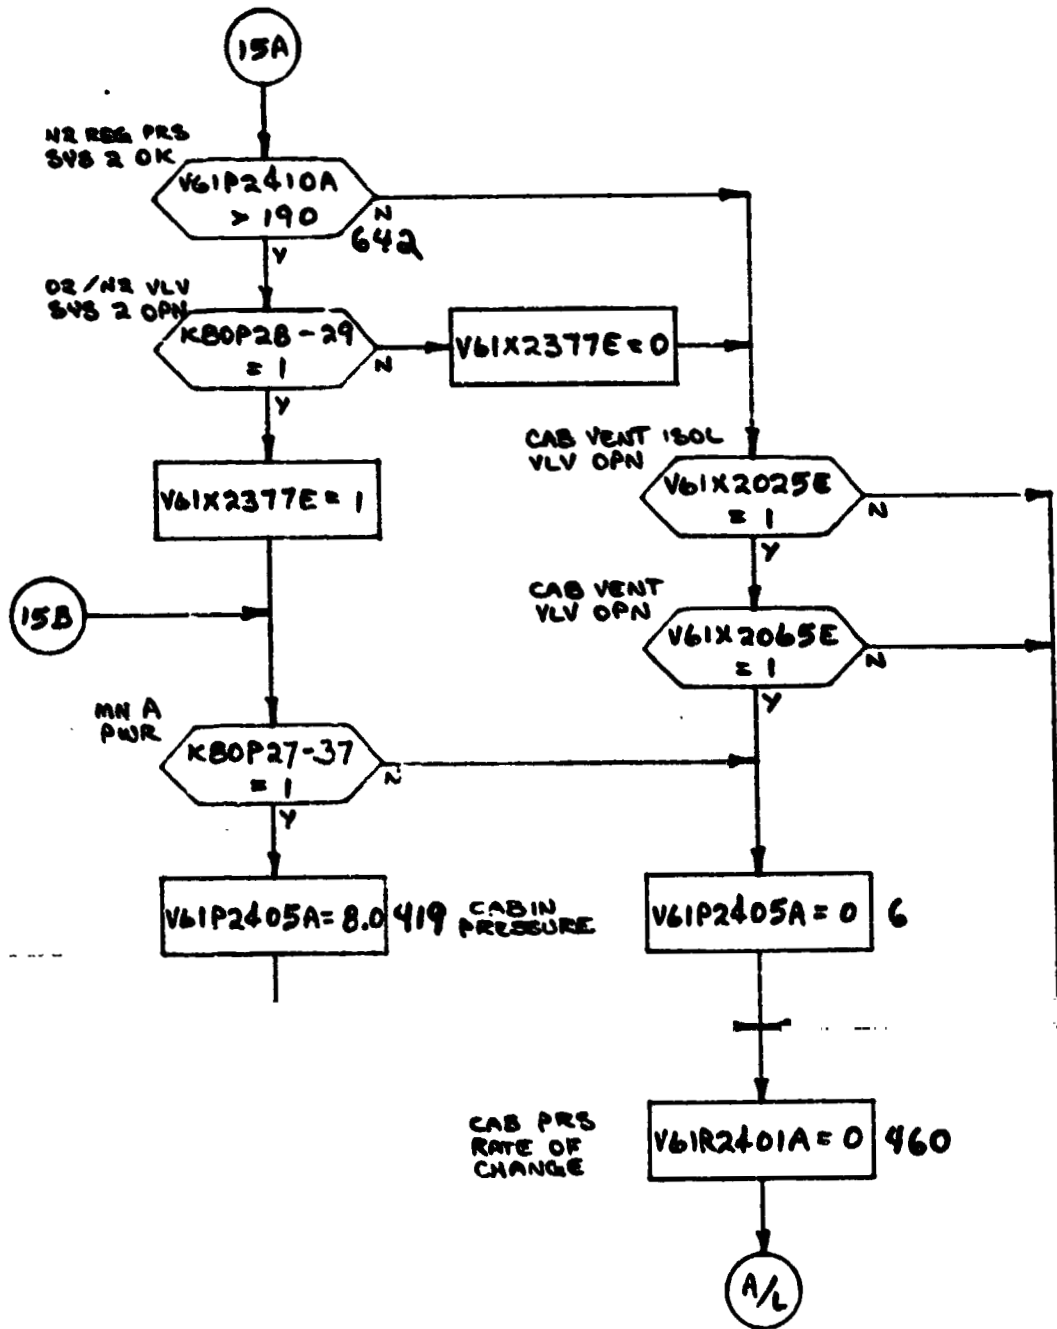 15A
N2 REG PRS
SYS 2 OK
V61P2410A
> 190
N
642
Y
O2/N2 VLV
SYS 2 OPN
K80P28-29
= 1
N
V61X2377E = 0
Y
CAB VENT ISOL
VLV OPN
V61X2377E = 1
V61X2025E
= 1
N
Y
15B
CAB VENT
VLV OPN
V61X2065E
= 1
N
Y
MN A
PWR
K80P27-37
= 1
N
Y
V61P2405A = 8.0 419
CABIN
PRESSURE
V61P2405A = 0 6
CAB PRS
RATE OF
CHANGE
V61R2401A = 0 460
A/L